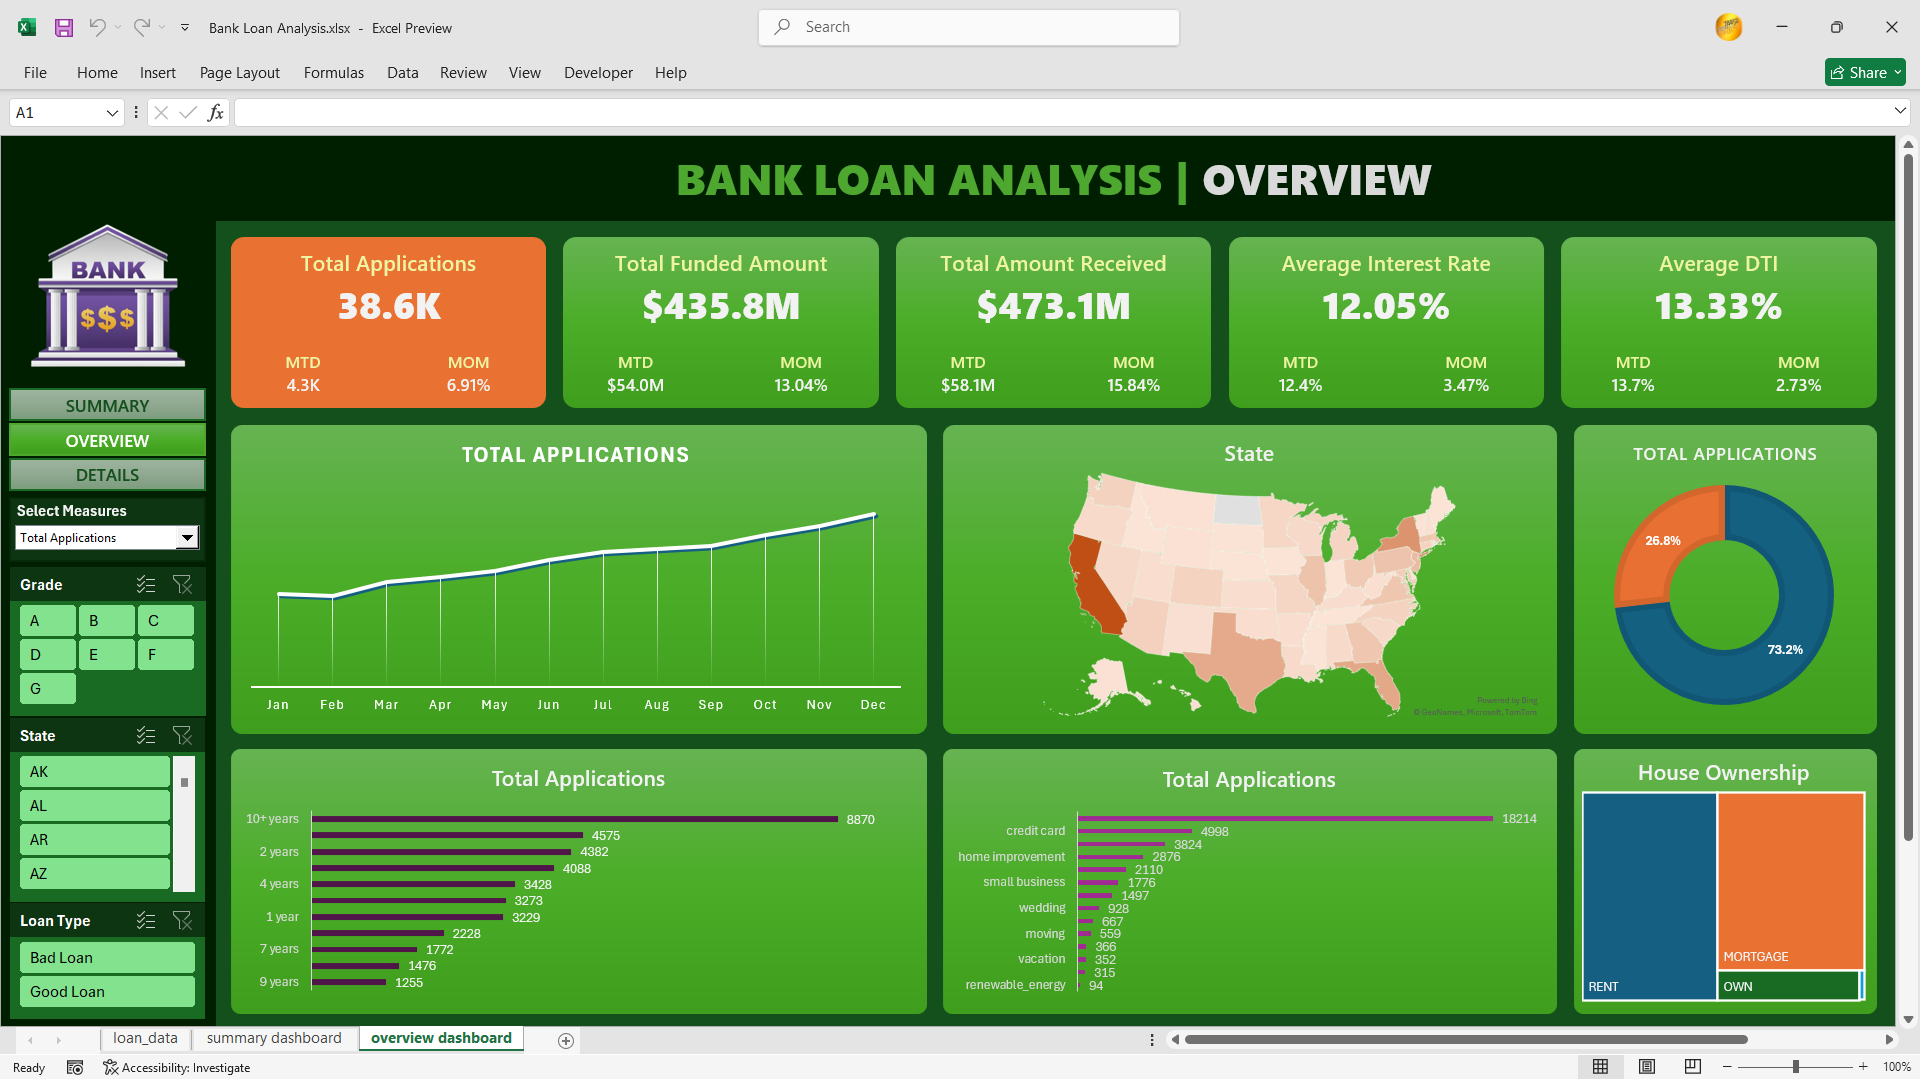 Bank Loan Analysis.xlsx - Excel Preview
Search
File Home Insert Page Layout Formulas Data Review View Developer Help
Share
A1
fx
BANK LOAN ANALYSIS | OVERVIEW
BANK
$$$
SUMMARY
OVERVIEW
DETAILS
Select Measures
Total Applications
Grade
A B C
D E F
G
State
AK
AL
AR
AZ
Loan Type
Bad Loan
Good Loan
Total Applications
38.6K
MTD MOM
4.3K 6.91%
Total Funded Amount
$435.8M
MTD MOM
$54.0M 13.04%
Total Amount Received
$473.1M
MTD MOM
$58.1M 15.84%
Average Interest Rate
12.05%
MTD MOM
12.4% 3.47%
Average DTI
13.33%
MTD MOM
13.7% 2.73%
TOTAL APPLICATIONS
Jan Feb Mar Apr May Jun Jul Aug Sep Oct Nov Dec
State
Powered by Bing
© GeoNames, Microsoft, TomTom
TOTAL APPLICATIONS
26.8%
73.2%
Total Applications
10+ years 8870
4575
2 years 4382
4088
4 years 3428
3273
1 year 3229
2228
7 years 1772
1476
9 years 1255
Total Applications
18214
credit card 4998
3824
home improvement 2876
2110
small business 1776
1497
wedding 928
667
moving 559
366
vacation 352
315
renewable_energy 94
House Ownership
RENT
MORTGAGE
OWN
loan_data summary dashboard overview dashboard
Ready Accessibility: Investigate 100%